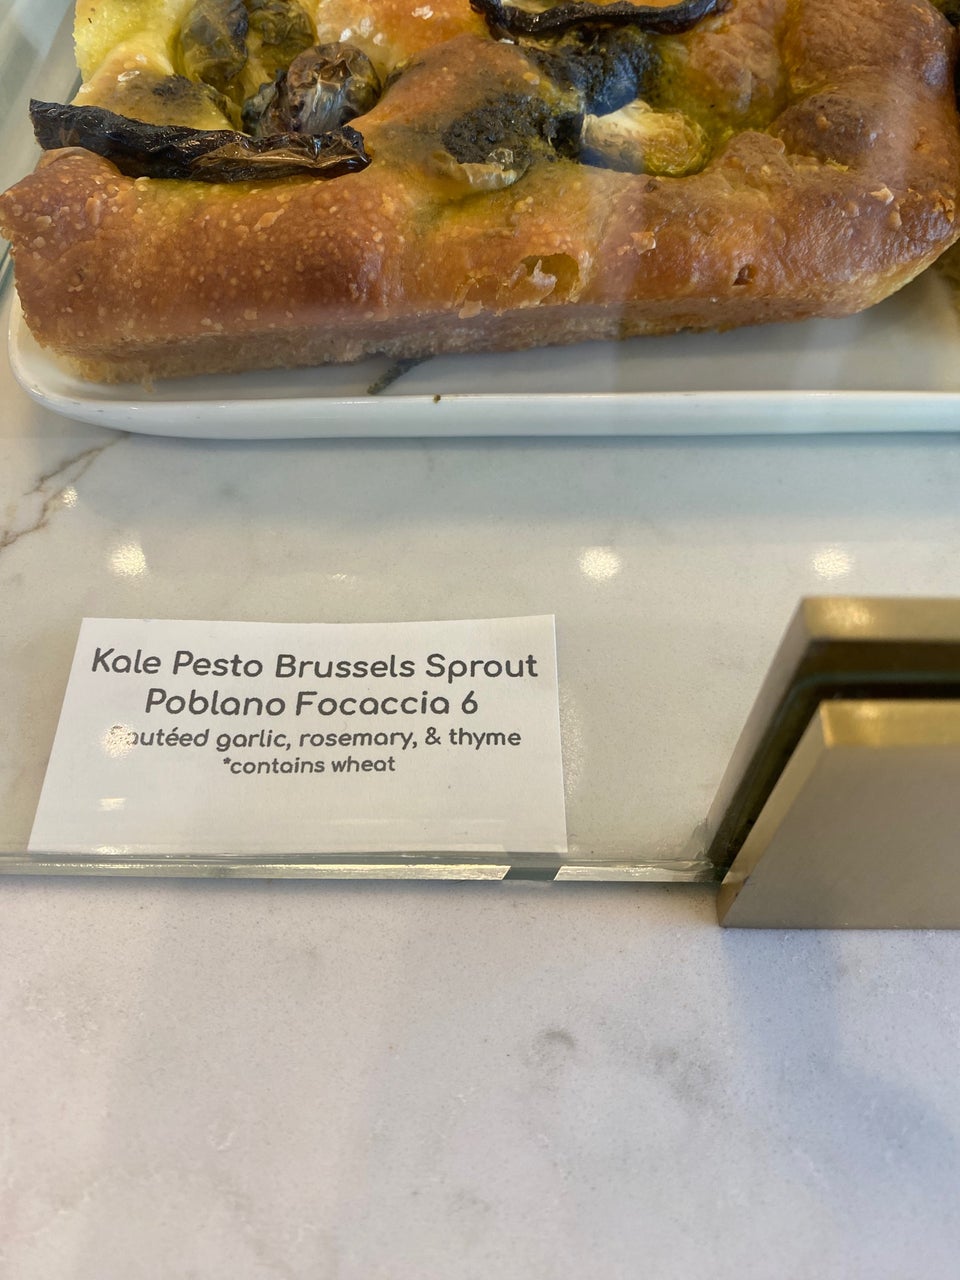 Kale Pesto Brussels Sprout
Poblano Focaccia 6
Sautéed garlic, rosemary, & thyme
*contains wheat